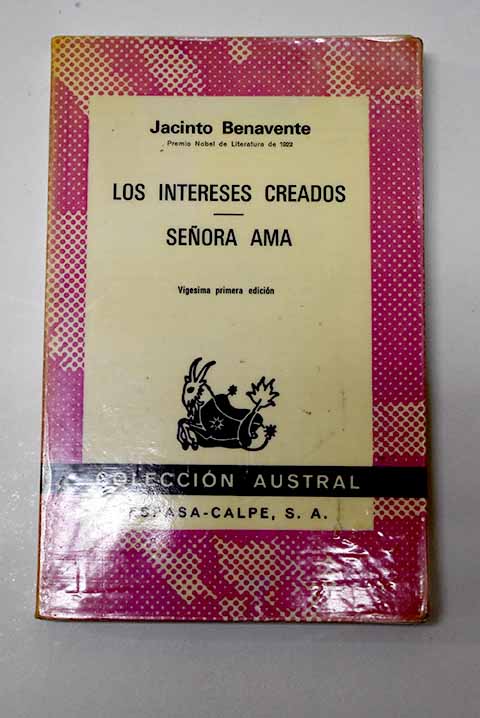 Jacinto Benavente
Premio Nobel de Literatura de 1922
LOS INTERESES CREADOS
SEÑORA AMA
Vigesima primera edición
COLECCIÓN AUSTRAL
ESPASA-CALPE, S. A.